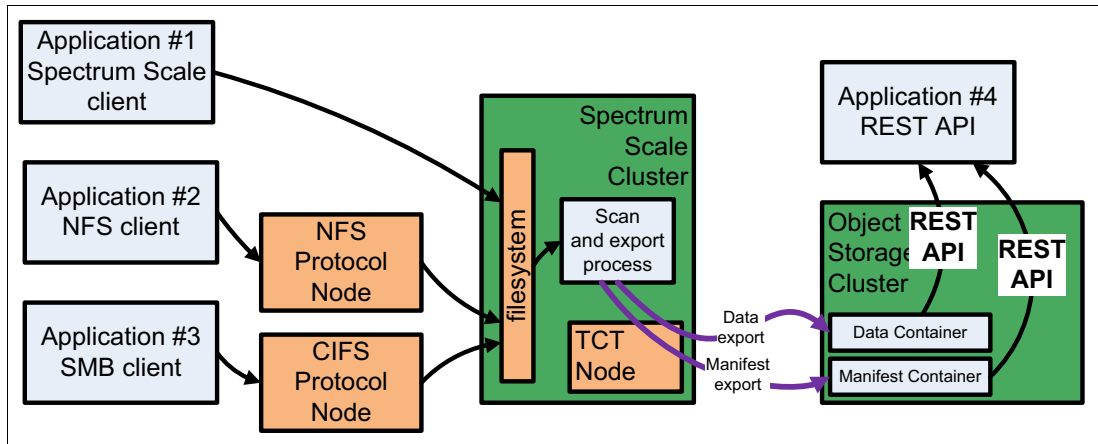 Application #1
Spectrum Scale
client
Application #2
NFS client
Application #3
SMB client
NFS
Protocol
Node
CIFS
Protocol
Node
Spectrum
Scale
Cluster
filesystem
Scan
and export
process
TCT
Node
Data
export
Manifest
export
Application #4
REST API
Object
Storage
Cluster
REST
API
REST
API
Data Container
Manifest Container